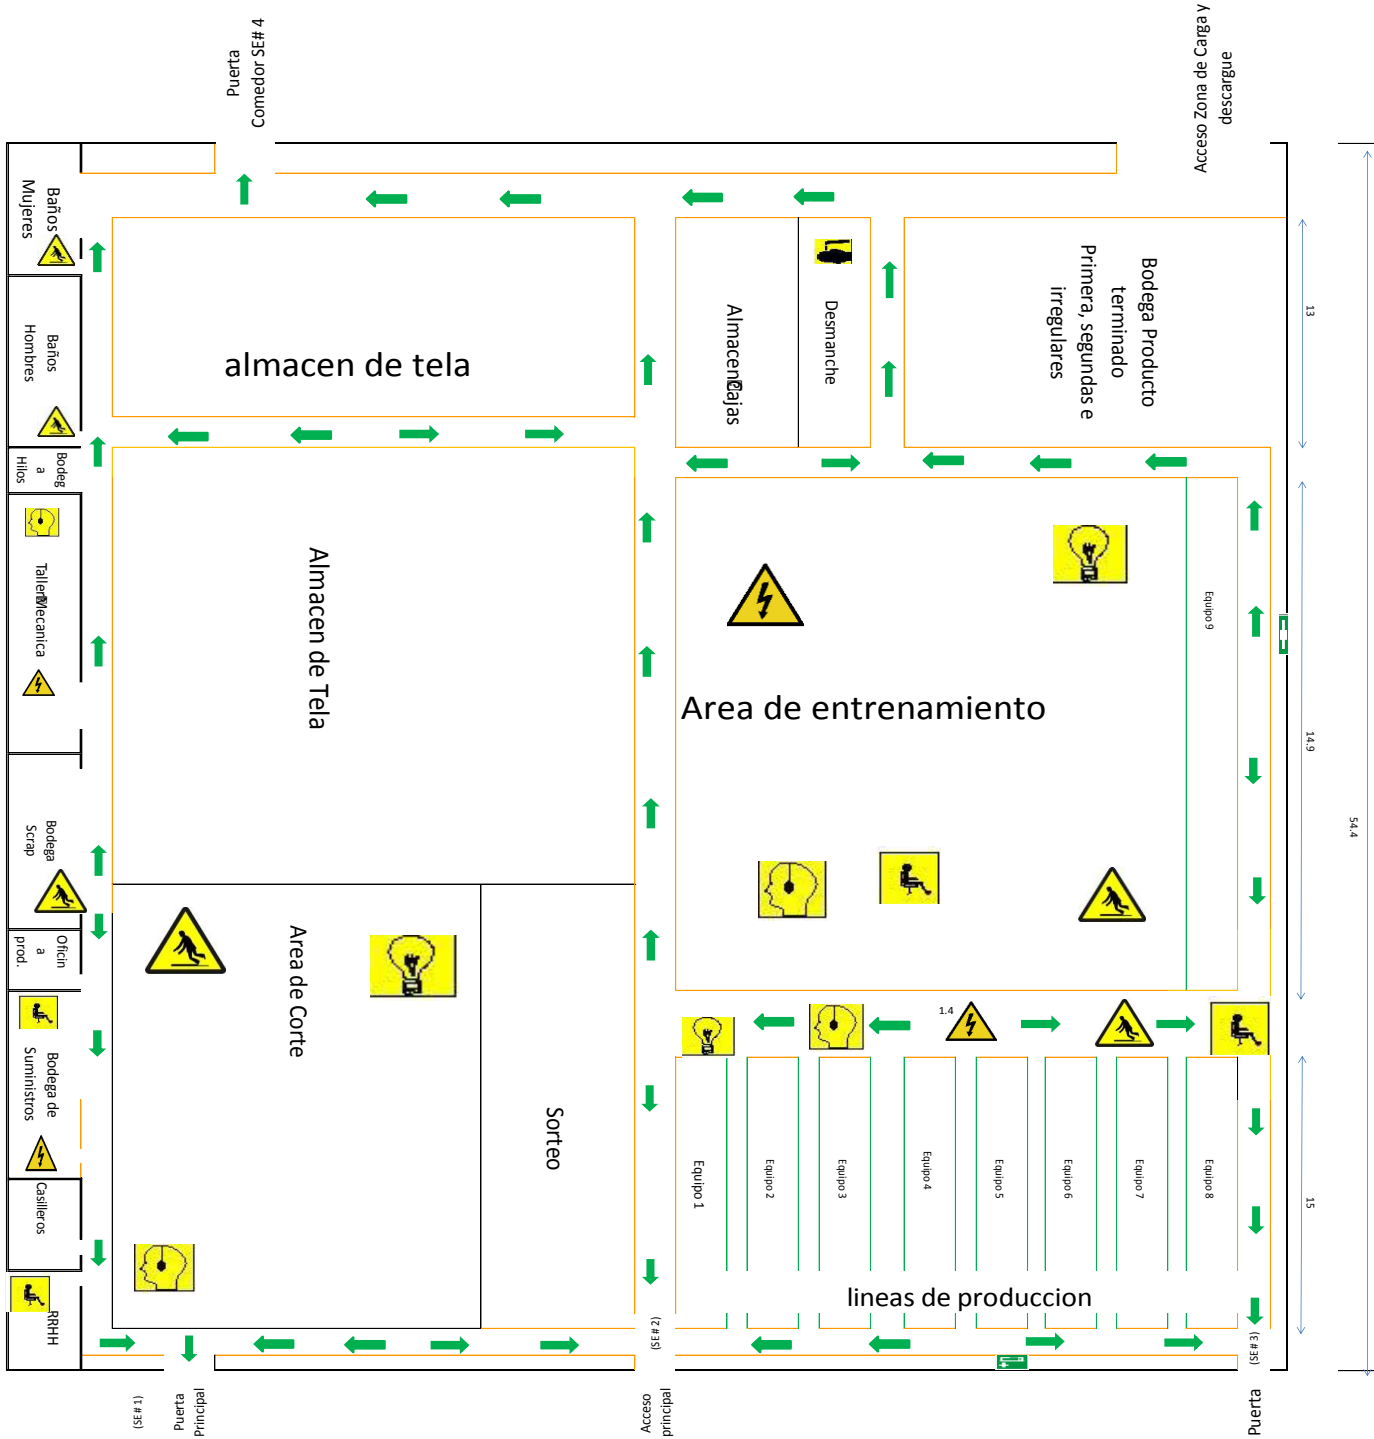 Puerta
Comedor SE# 4
Acceso Zona de Carga y
descargue
Baños
Mujeres
Baños
Hombres
Bodeg
a
Hilos
Taller Mecanica
Bodega
Scrap
Oficin
a
prod.
Bodega de
Suministros
Casilleros
RRHH
almacen de tela
Almacen Cajas
Desmanche
Bodega Producto
terminado
Primera, segundas e
irregulares
13
Almacen de Tela
Area de entrenamiento
Equipo 9
14.9
54.4
Area de Corte
Sorteo
1.4
Equipo 1
Equipo 2
Equipo 3
Equipo 4
Equipo 5
Equipo 6
Equipo 7
Equipo 8
15
lineas de produccion
(SE# 1)
Puerta
Principal
(SE# 2)
Acceso
principal
(SE# 3)
Puerta